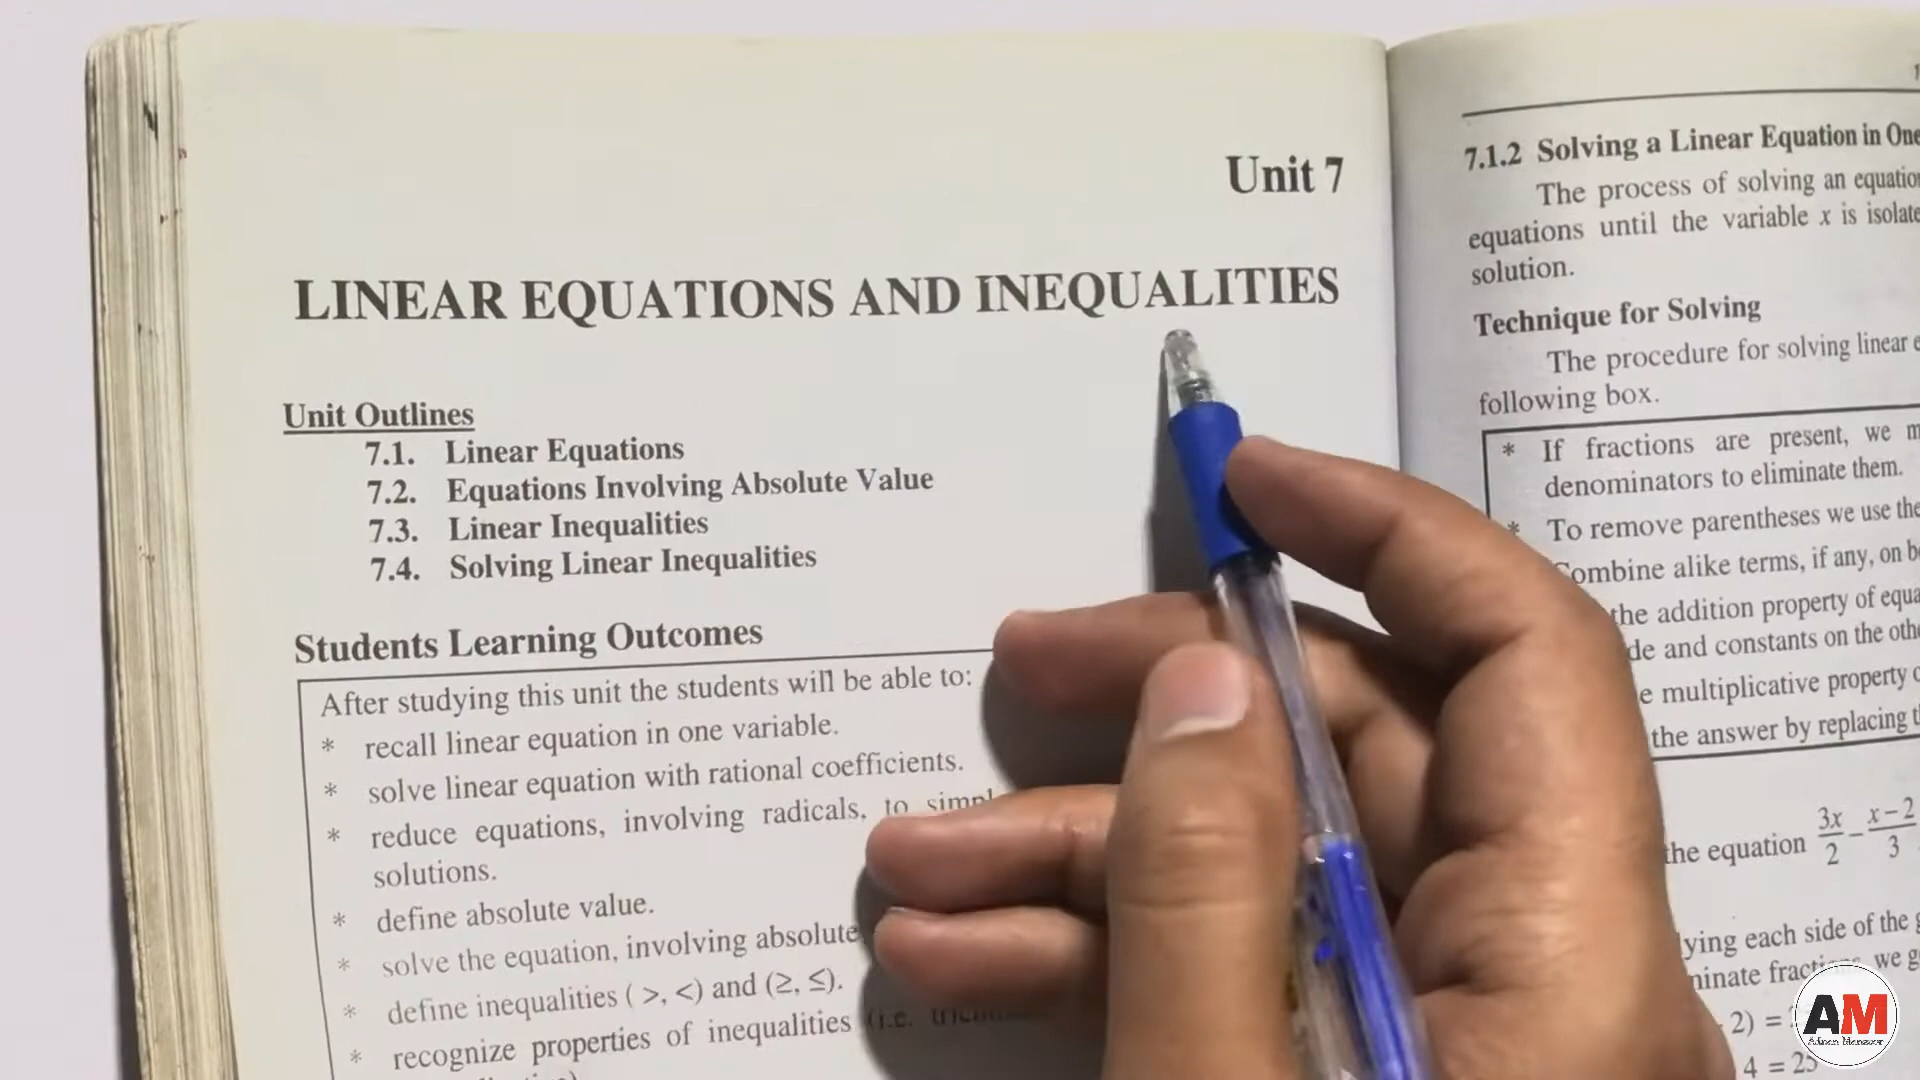 Unit 7
LINEAR EQUATIONS AND INEQUALITIES
Unit Outlines
7.1. Linear Equations
7.2. Equations Involving Absolute Value
7.3. Linear Inequalities
7.4. Solving Linear Inequalities
Students Learning Outcomes
After studying this unit the students will be able to:
* recall linear equation in one variable.
* solve linear equation with rational coefficients.
* reduce equations, involving radicals, to
solutions.
* define absolute value.
* solve the equation, involving absolute
* define inequalities ( >, <) and (≥, ≤).
* recognize properties of inequalities (i.e.
7.1.2 Solving a Linear Equation in One
The process of solving an
equations until the variable x is
solution.
Technique for Solving
The procedure for solving linear
following box.
* If fractions are present, we
denominators to eliminate them.
* To remove parentheses we use the
Combine alike terms, if any, on
the addition property of
and constants on the
multiplicative property
the answer by replacing
the equation 3x/2 – x – 2/3
each side of the
we
2) =
4 = 25
AM
Adnan Manzoor